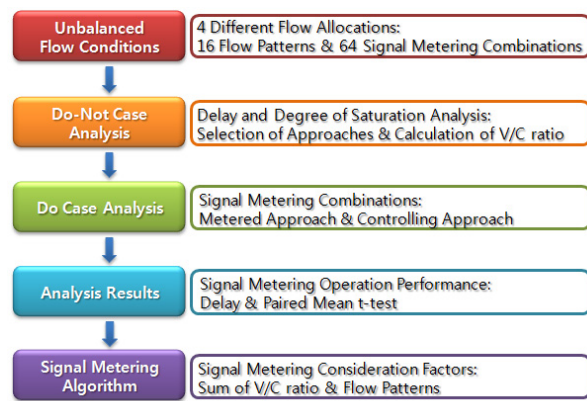 Unbalanced
Flow Conditions
4 Different Flow Allocations:
16 Flow Patterns & 64 Signal Metering Combinations
Do-Not Case
Analysis
Delay and Degree of Saturation Analysis:
Selection of Approaches & Calculation of V/C ratio
Do Case Analysis
Signal Metering Combinations:
Metered Approach & Controlling Approach
Analysis Results
Signal Metering Operation Performance:
Delay & Paired Mean t-test
Signal Metering
Algorithm
Signal Metering Consideration Factors:
Sum of V/C ratio & Flow Patterns